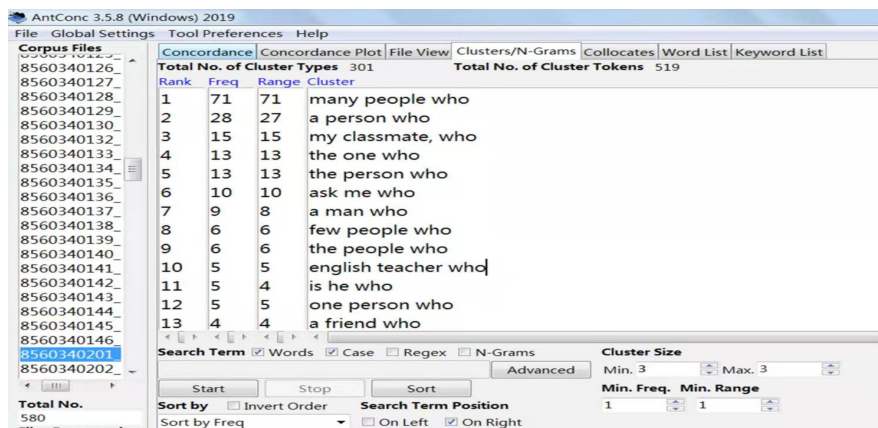 AntConc 3.5.8 (Windows) 2019
File Global Settings Tool Preferences Help
Corpus Files
Concordance Concordance Plot File View Clusters/N-Grams Collocates Word List Keyword List
8560340126_
8560340127_
8560340128_
8560340129_
8560340130_
8560340132_
8560340133_
8560340134_
8560340135_
8560340136_
8560340137_
8560340138_
8560340139_
8560340140_
8560340141_
8560340142_
8560340143_
8560340144_
8560340145_
8560340146_
8560340201_
8560340202_
Total No.
580
Total No. of Cluster Types 301 Total No. of Cluster Tokens 519
Rank Freq Range Cluster
1 71 71 many people who
2 28 27 a person who
3 15 15 my classmate, who
4 13 13 the one who
5 13 13 the person who
6 10 10 ask me who
7 9 8 a man who
8 6 6 few people who
9 6 6 the people who
10 5 5 english teacher who
11 5 4 is he who
12 5 5 one person who
13 4 4 a friend who
Search Term Words Case Regex N-Grams Cluster Size
Advanced Min. 3 Max. 3
Start Stop Sort Min. Freq. Min. Range
Sort by Invert Order Search Term Position 1 1
Sort by Freq On Left On Right